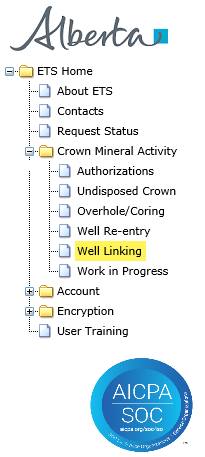 Alberta
ETS Home
About ETS
Contacts
Request Status
Crown Mineral Activity
Authorizations
Undisposed Crown
Overhole/Coring
Well Re-entry
Well Linking
Work in Progress
Account
Encryption
User Training
AICPA
SOC
aicpa.org/soc4so